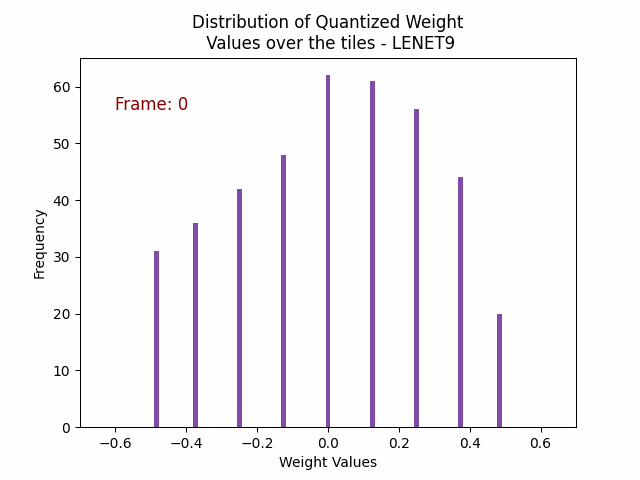 Distribution of Quantized Weight
Values over the tiles - LENET9
Frame: 0
60
50
40
30
20
10
0
Frequency
−0.6 −0.4 −0.2 0.0 0.2 0.4 0.6
Weight Values